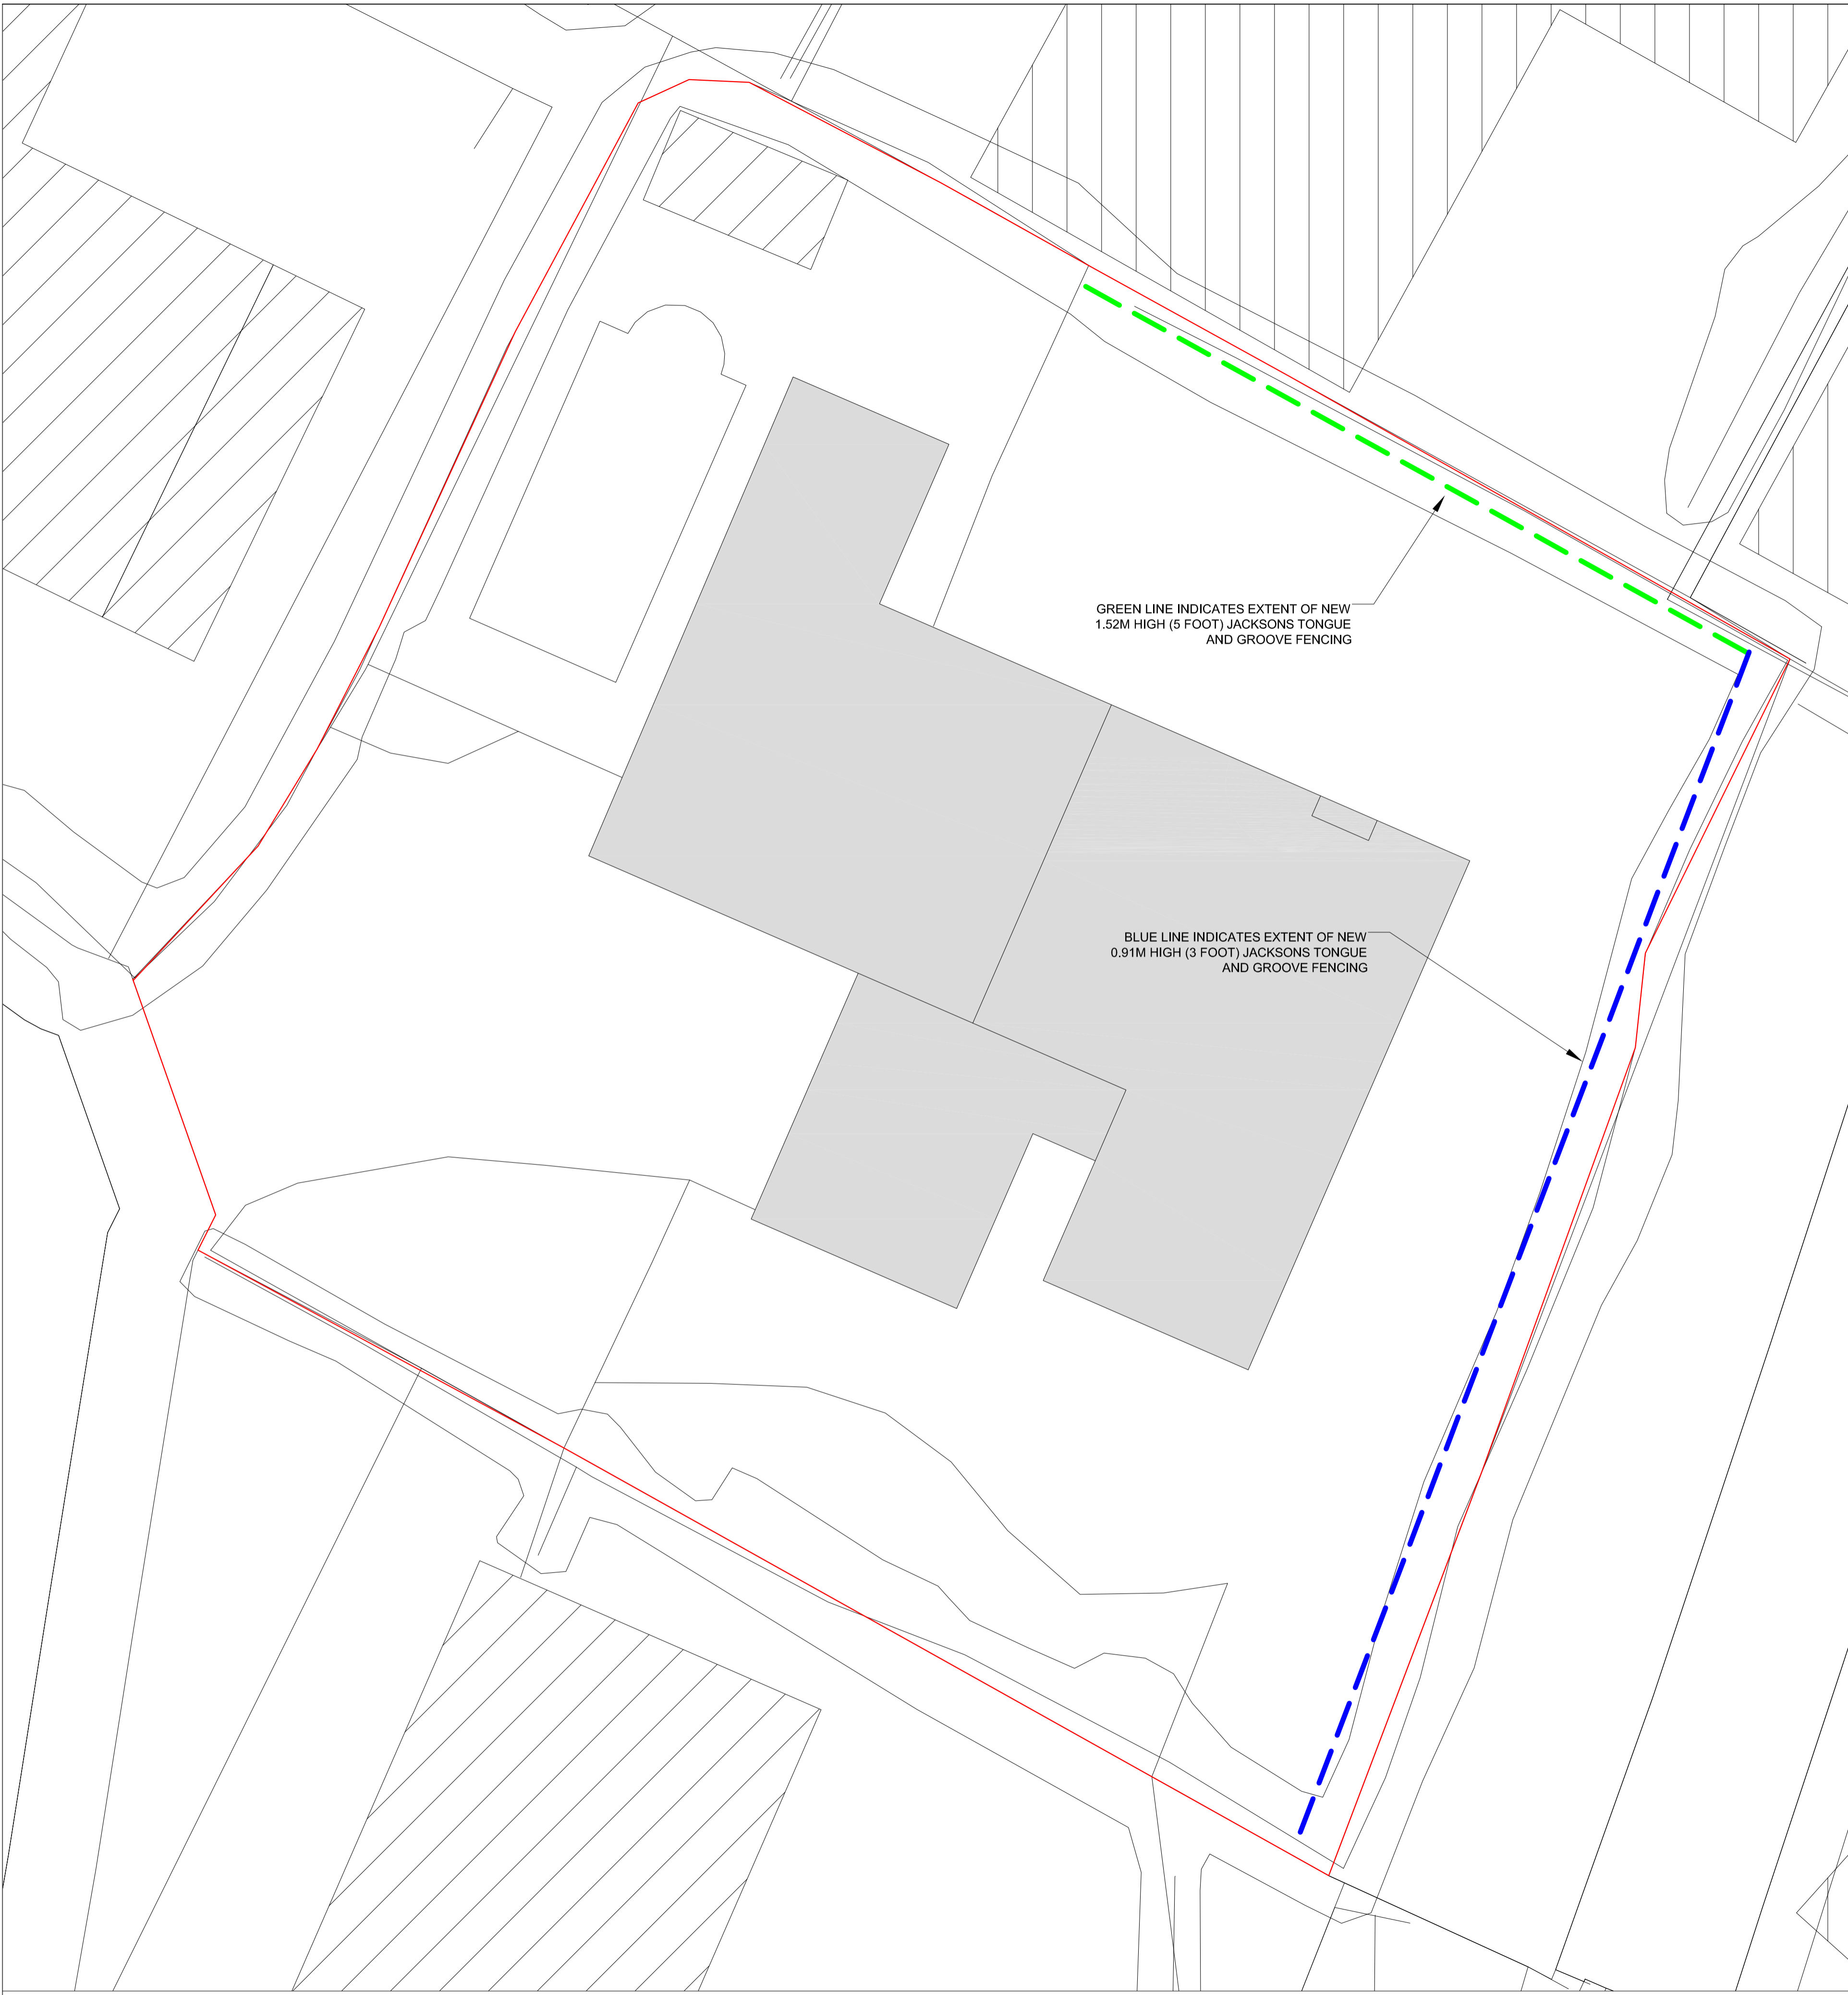 GREEN LINE INDICATES EXTENT OF NEW
1.52M HIGH (5 FOOT) JACKSONS TONGUE
AND GROOVE FENCING
BLUE LINE INDICATES EXTENT OF NEW
0.91M HIGH (3 FOOT) JACKSONS TONGUE
AND GROOVE FENCING